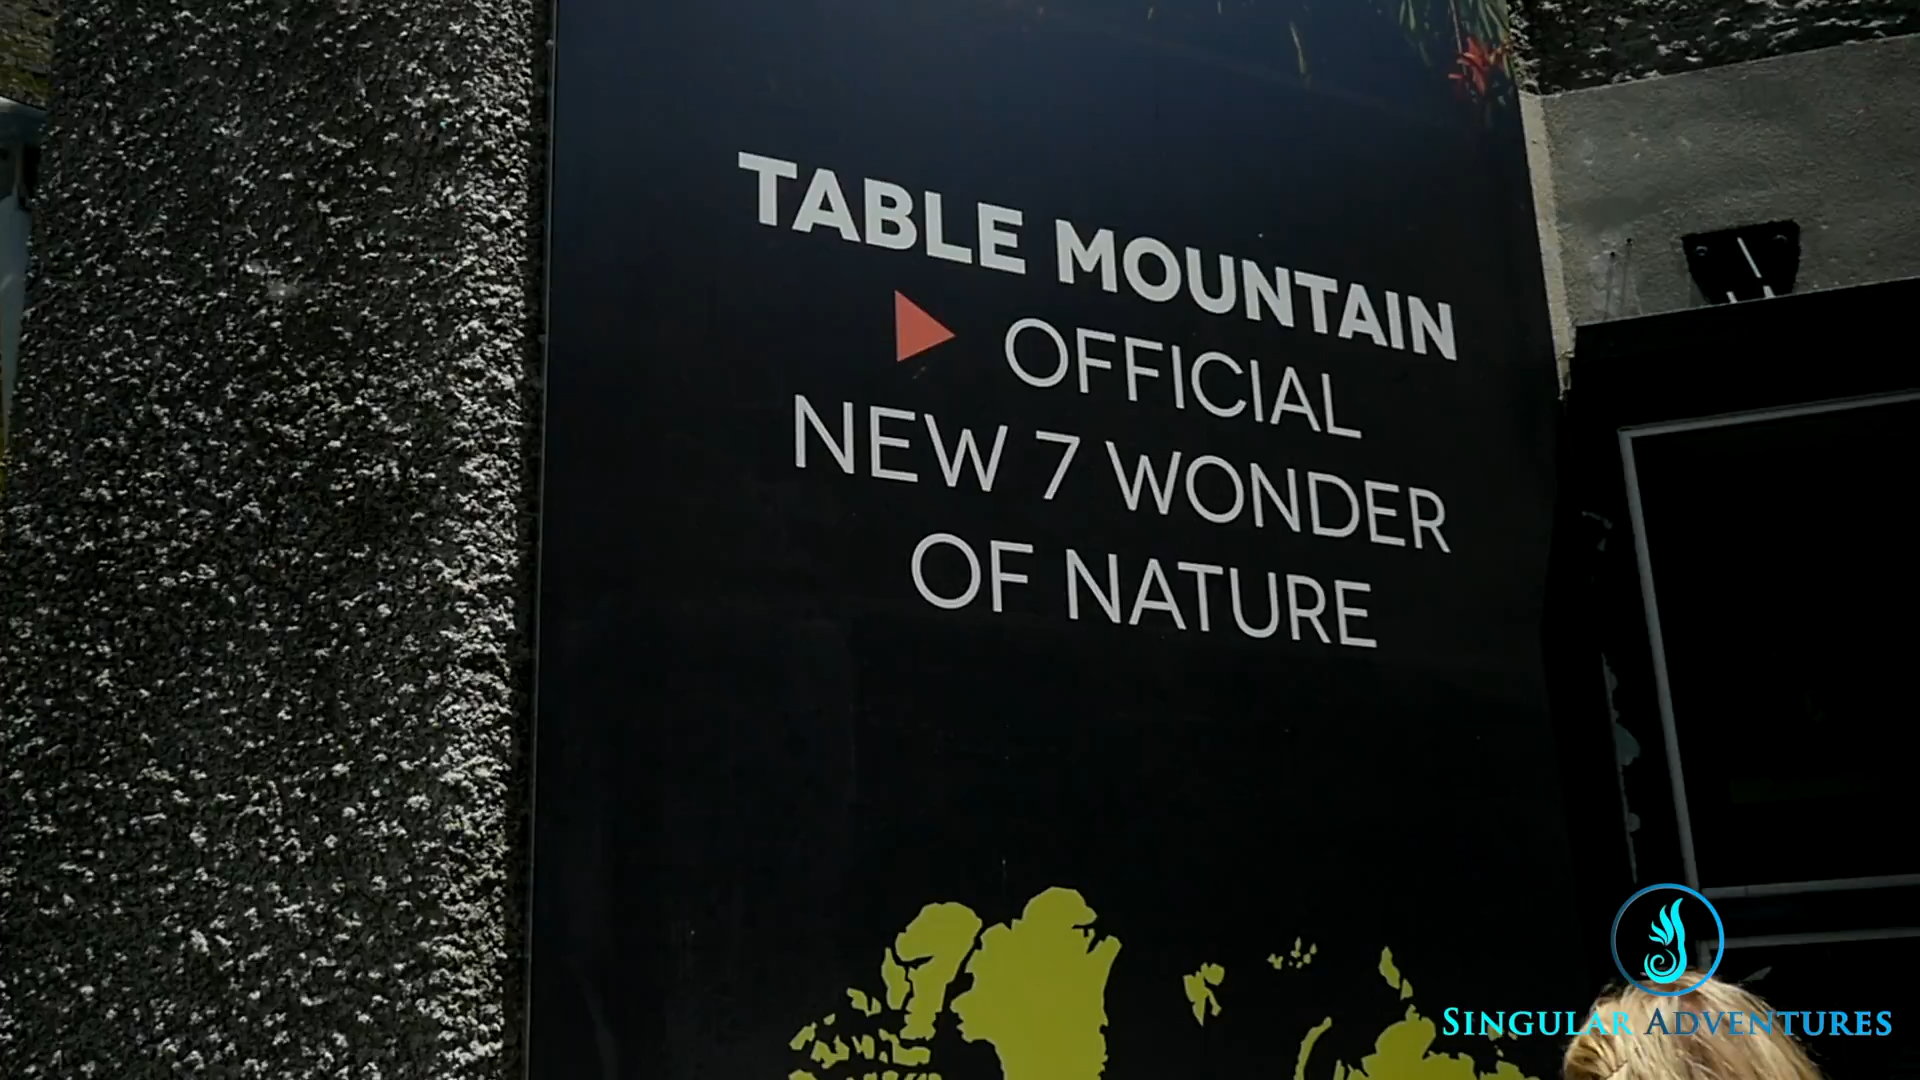 TABLE MOUNTAIN
OFFICIAL
NEW 7 WONDER
OF NATURE
SINGULAR ADVENTURES